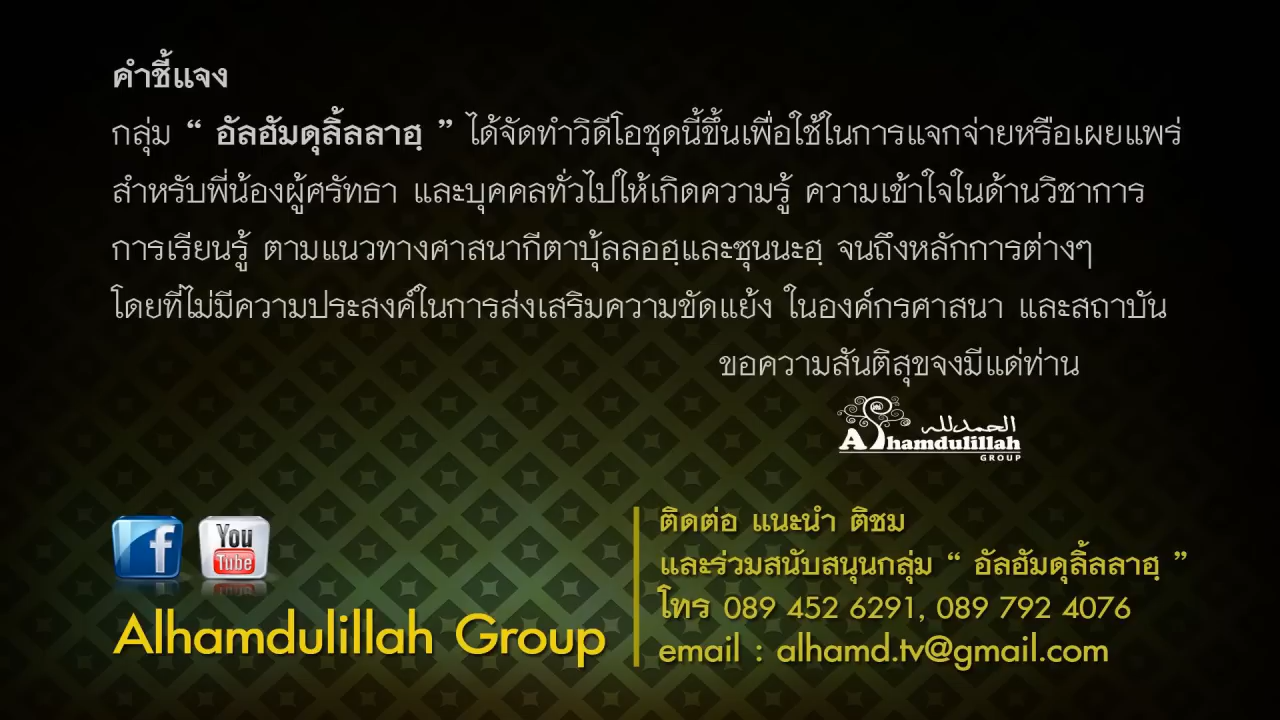 คำชี้แจง
กลุ่ม “ อัลฮัมดุลิ้ลลาฮฺ ” ได้จัดทำวิดีโอชุดนี้ขึ้นเพื่อใช้ในการแจกจ่ายหรือเผยแพร่
สำหรับพี่น้องผู้ศรัทธา และบุคคลทั่วไปให้เกิดความรู้ ความเข้าใจในด้านวิชาการ
การเรียนรู้ ตามแนวทางศาสนากีตาบุ้ลลอฮฺและซุนนะฮฺ จนถึงหลักการต่างๆ
โดยที่ไม่มีความประสงค์ในการส่งเสริมความขัดแย้ง ในองค์กรศาสนา และสถาบัน
ขอความสันติสุขจงมีแด่ท่าน
الحمدلله
Alhamdulillah
GROUP
f You Tube
Alhamdulillah Group
ติดต่อ แนะนำ ติชม
และร่วมสนับสนุนกลุ่ม “ อัลฮัมดุลิ้ลลาฮฺ ”
โทร 089 452 6291, 089 792 4076
email : alhamd.tv@gmail.com